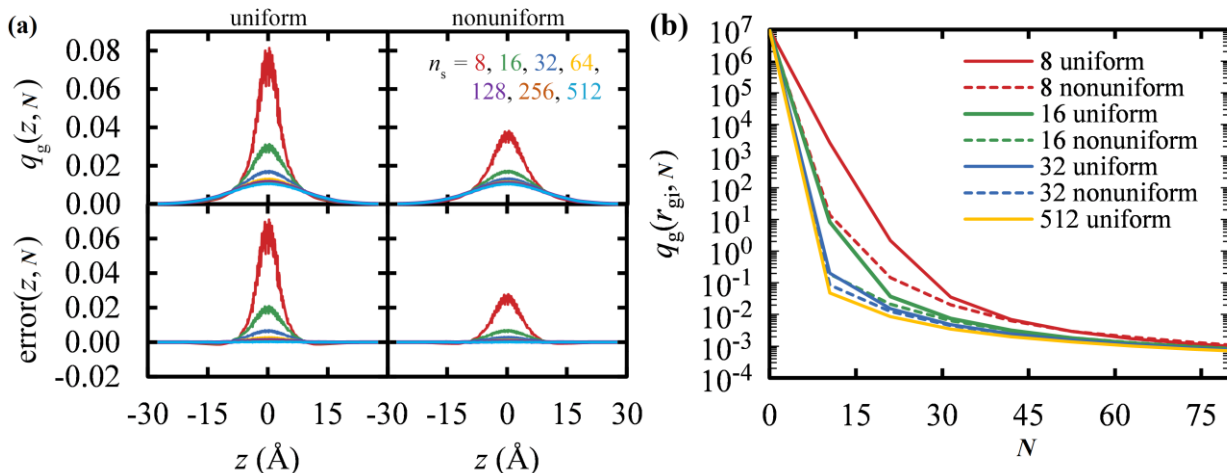 (a)
uniform
nonuniform
0.08
0.06
0.04
0.02
0.00
q_g(z, N)
n_s = 8, 16, 32, 64,
128, 256, 512
0.06
0.04
0.02
0.00
-0.02
error(z, N)
-30 -15 0 15 -30 -15 0 15 30
z (Å) z (Å)
(b)
10^7
10^6
10^5
10^4
10^3
10^2
10^1
10^0
10^-1
10^-2
10^-3
10^-4
q_g(r_gi, N)
8 uniform
8 nonuniform
16 uniform
16 nonuniform
32 uniform
32 nonuniform
512 uniform
0 15 30 45 60 75
N